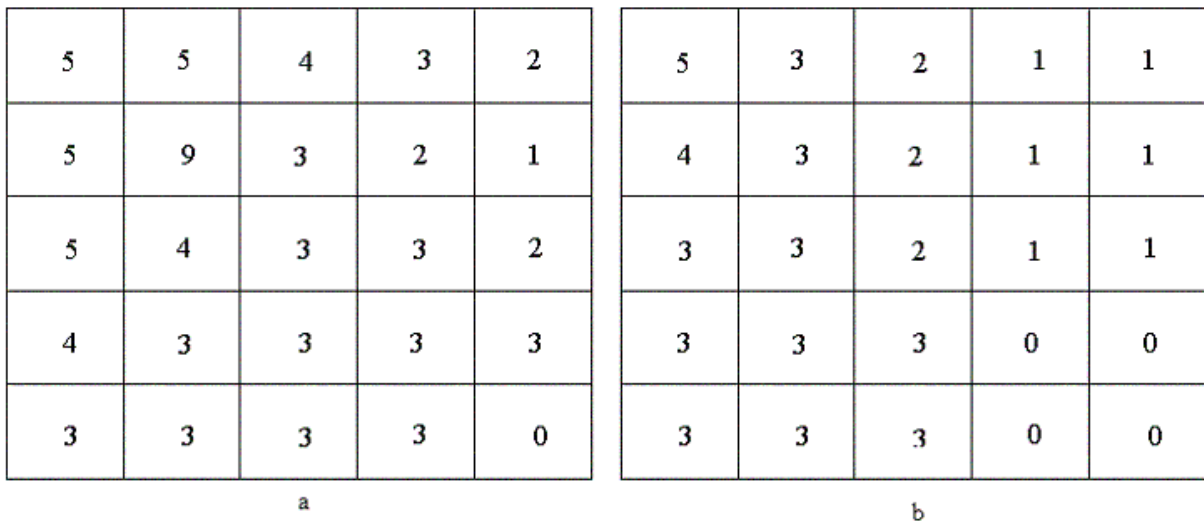 5 5 4 3 2
5 9 3 2 1
5 4 3 3 2
4 3 3 3 3
3 3 3 3 0
a
5 3 2 1 1
4 3 2 1 1
3 3 2 1 1
3 3 3 0 0
3 3 3 0 0
b